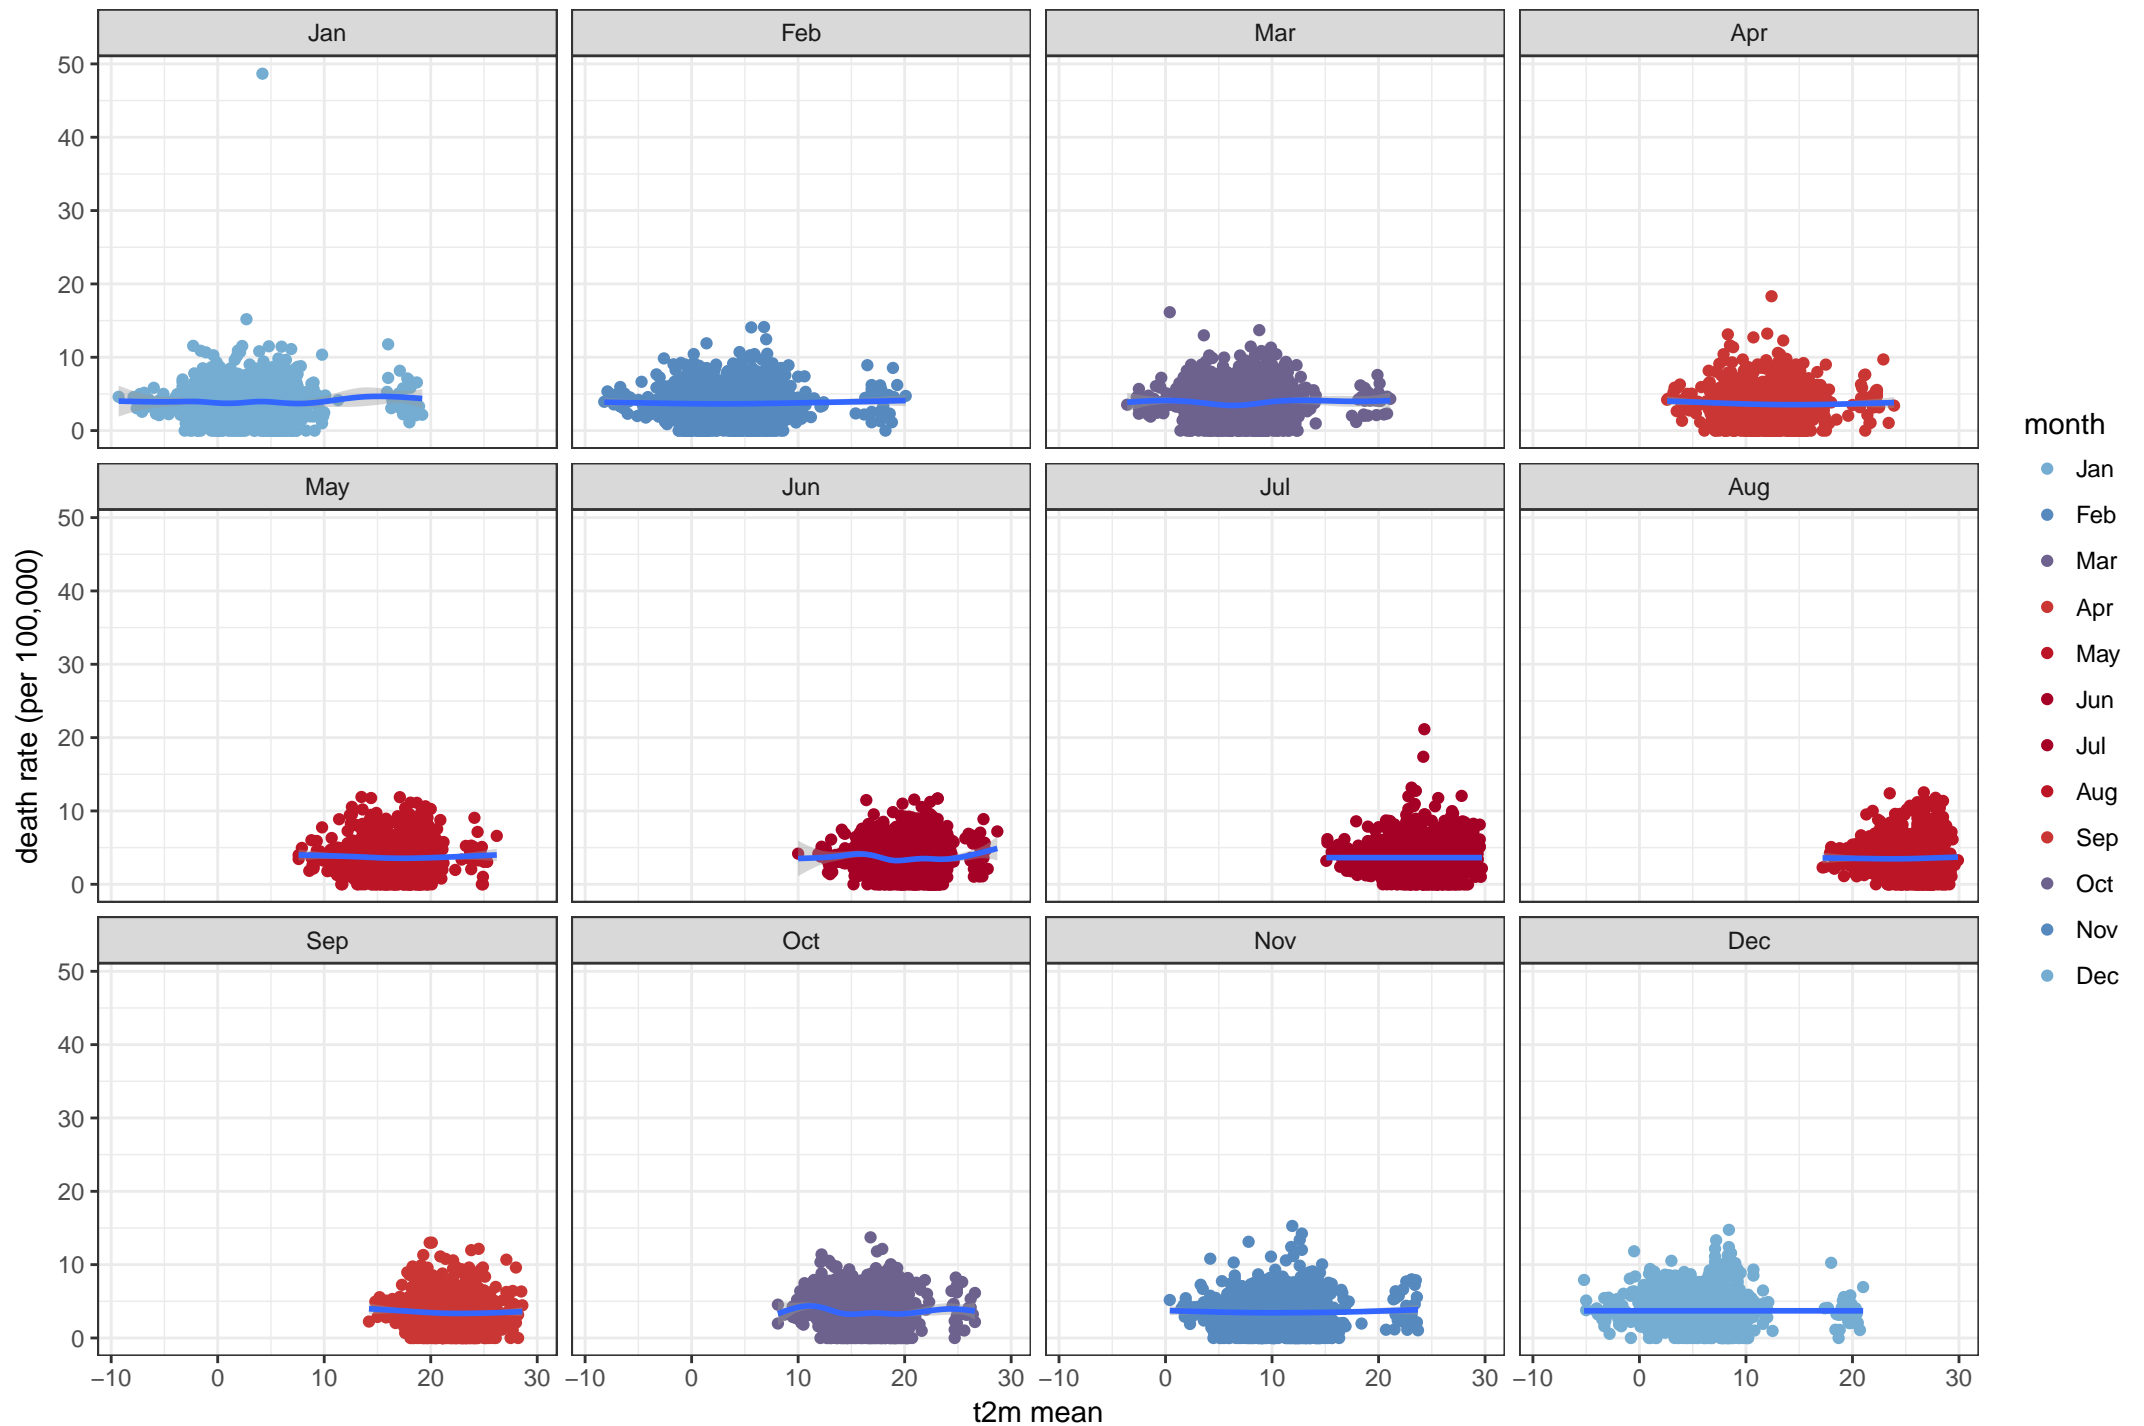 Jan Feb Mar Apr
50
40
30
20
10
0
May Jun Jul Aug
50
40
30
20
10
0
Sep Oct Nov Dec
50
40
30
20
10
0
−10 0 10 20 30 −10 0 10 20 30 −10 0 10 20 30 −10 0 10 20 30
t2m mean
death rate (per 100,000)
month
Jan
Feb
Mar
Apr
May
Jun
Jul
Aug
Sep
Oct
Nov
Dec